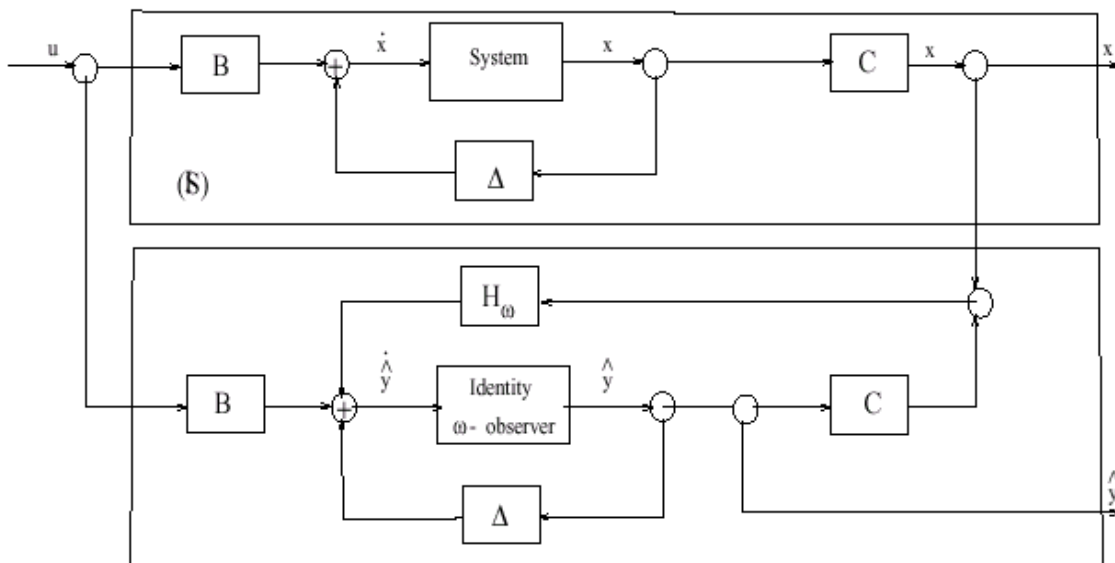 u
B
+
ẋ
System
x
C
x
x
Δ
(S)
H_ω
B
+
ŷ̇
Identity
ω - observer
ŷ
C
Δ
ŷ